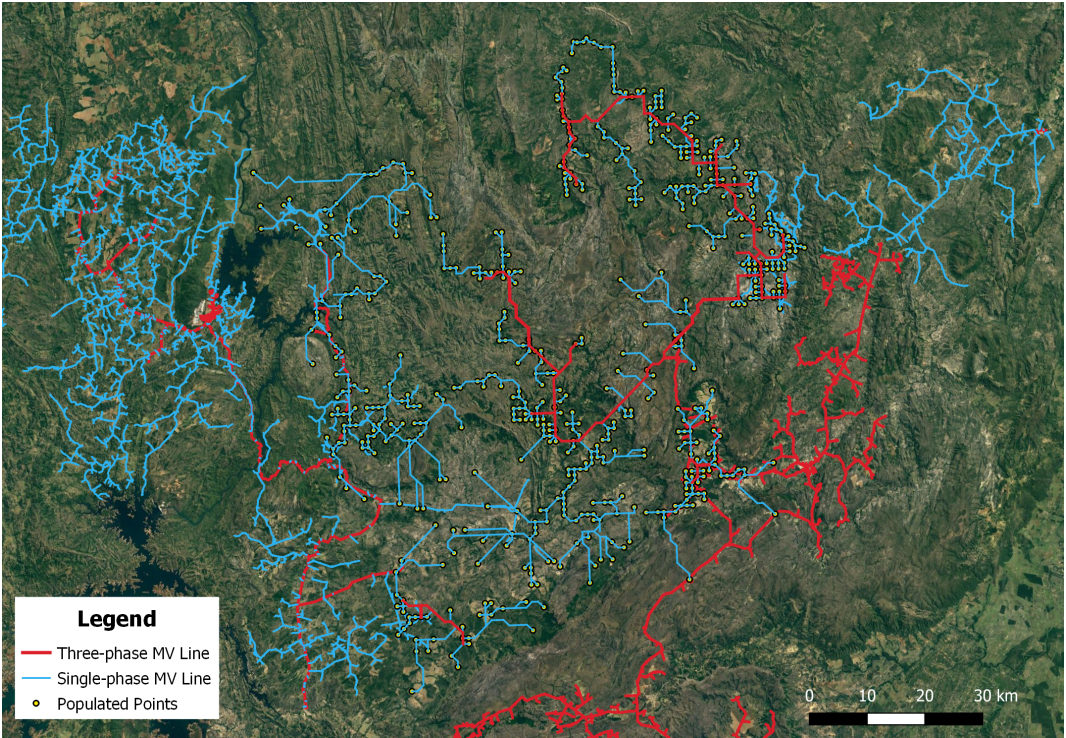 Legend
Three-phase MV Line
Single-phase MV Line
Populated Points
0 10 20 30 km